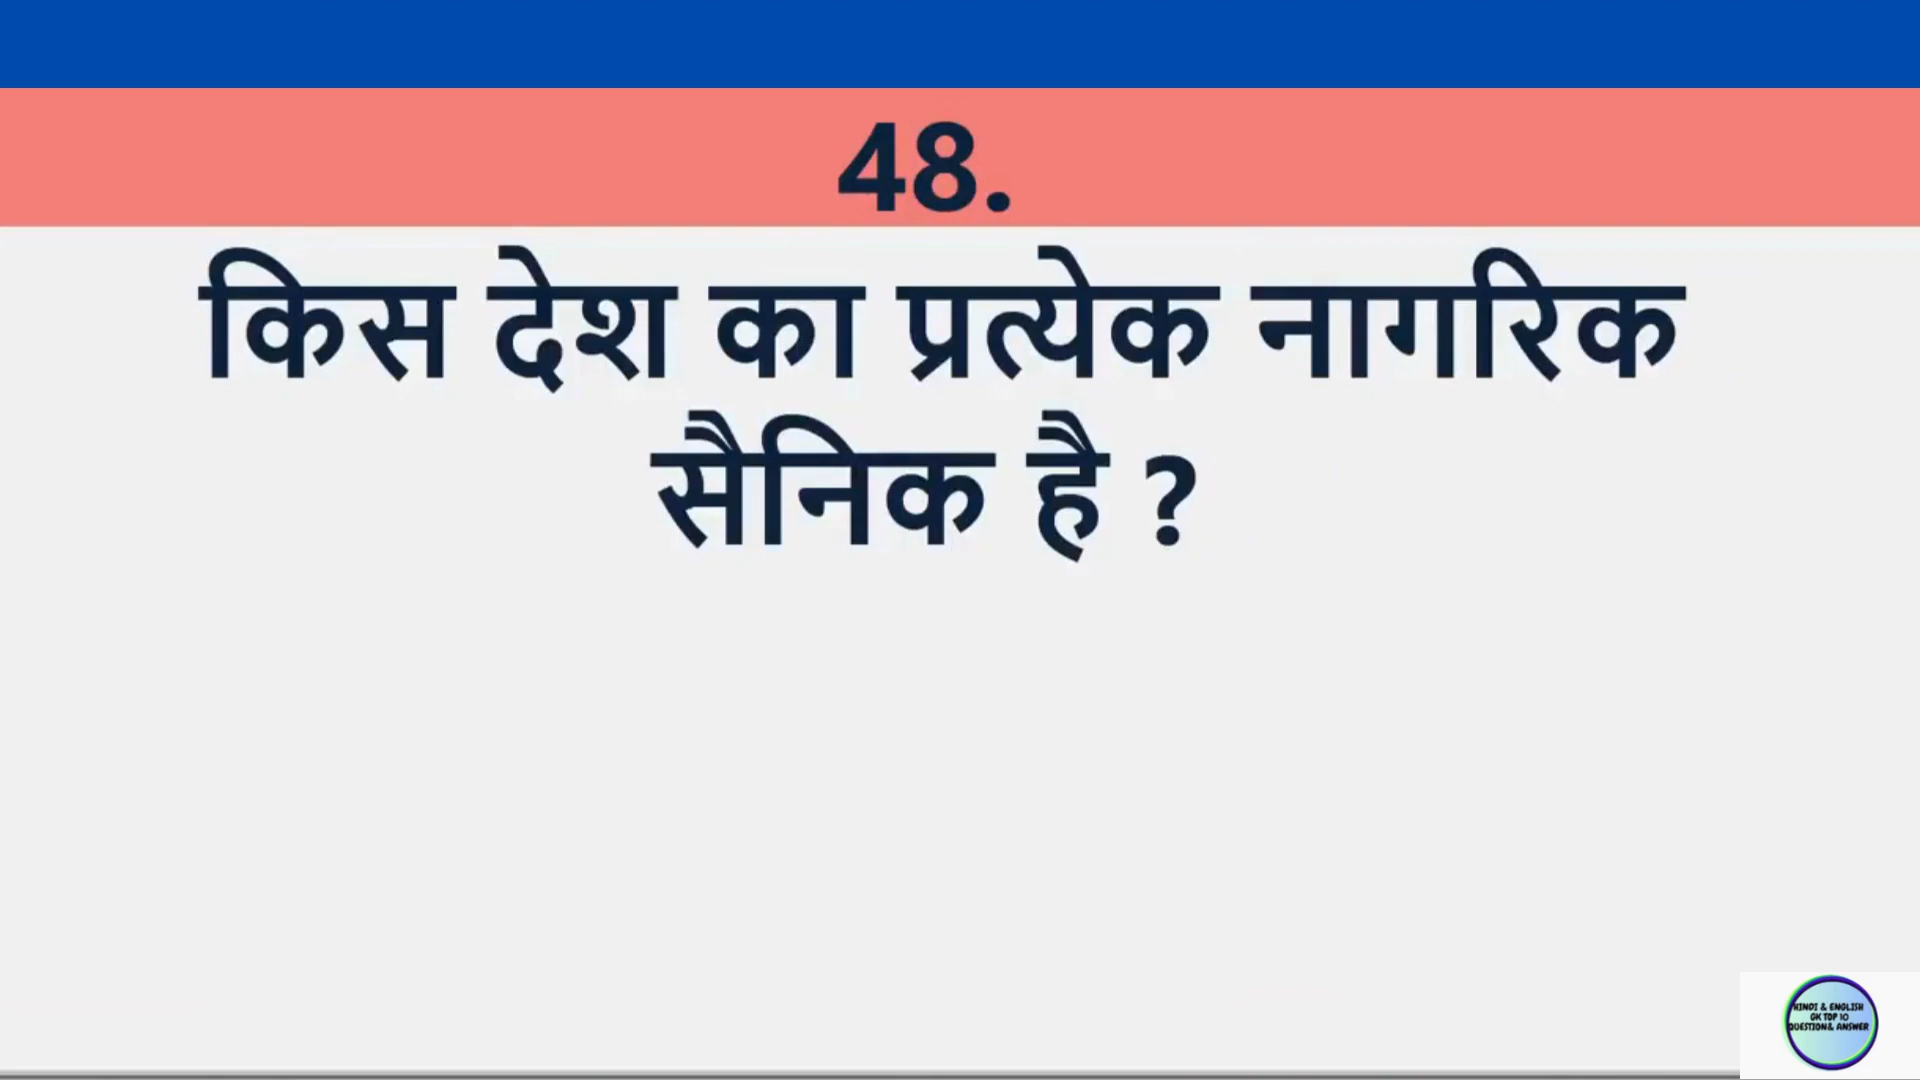 48.
किस देश का प्रत्येक नागरिक
सैनिक है ?
HINDI & ENGLISH
GK TOP 10
QUESTION& ANSWER